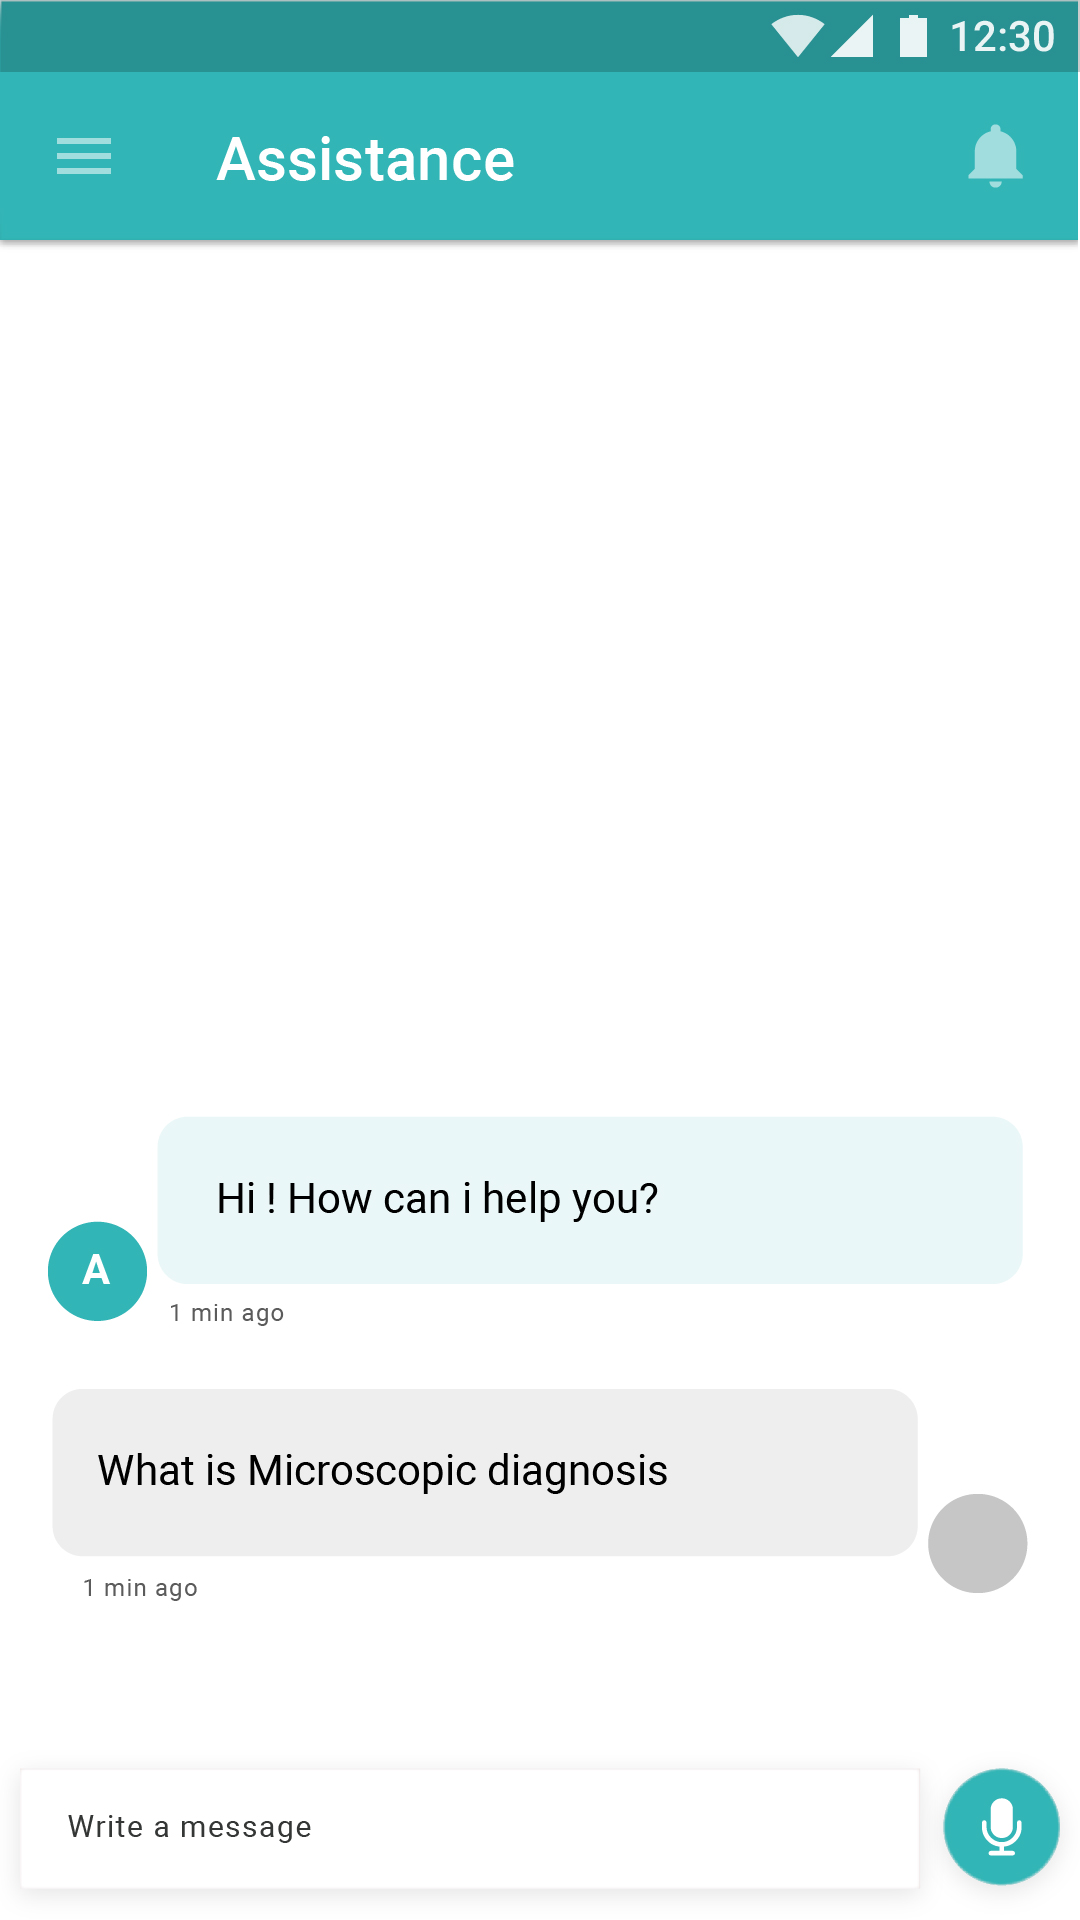 12:30
Assistance
Hi ! How can i help you?
A
1 min ago
What is Microscopic diagnosis
1 min ago
Write a message